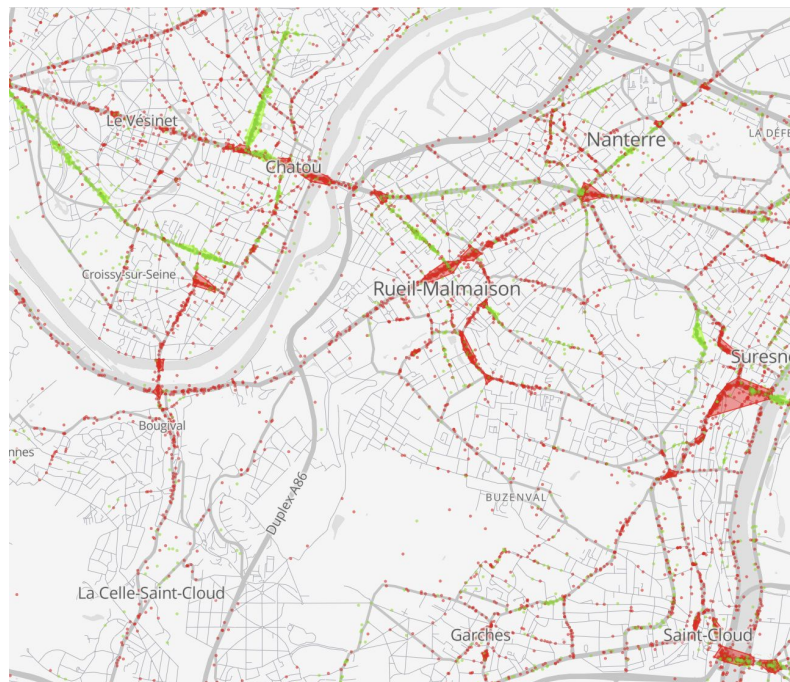 Le Vésinet
Nanterre
LA DÉFE
Chatou
Croissy-sur-Seine
Rueil-Malmaison
Suresne
Bougival
nnes
Duplex A86
BUZENVAL
La Celle-Saint-Cloud
Garches
Saint-Cloud